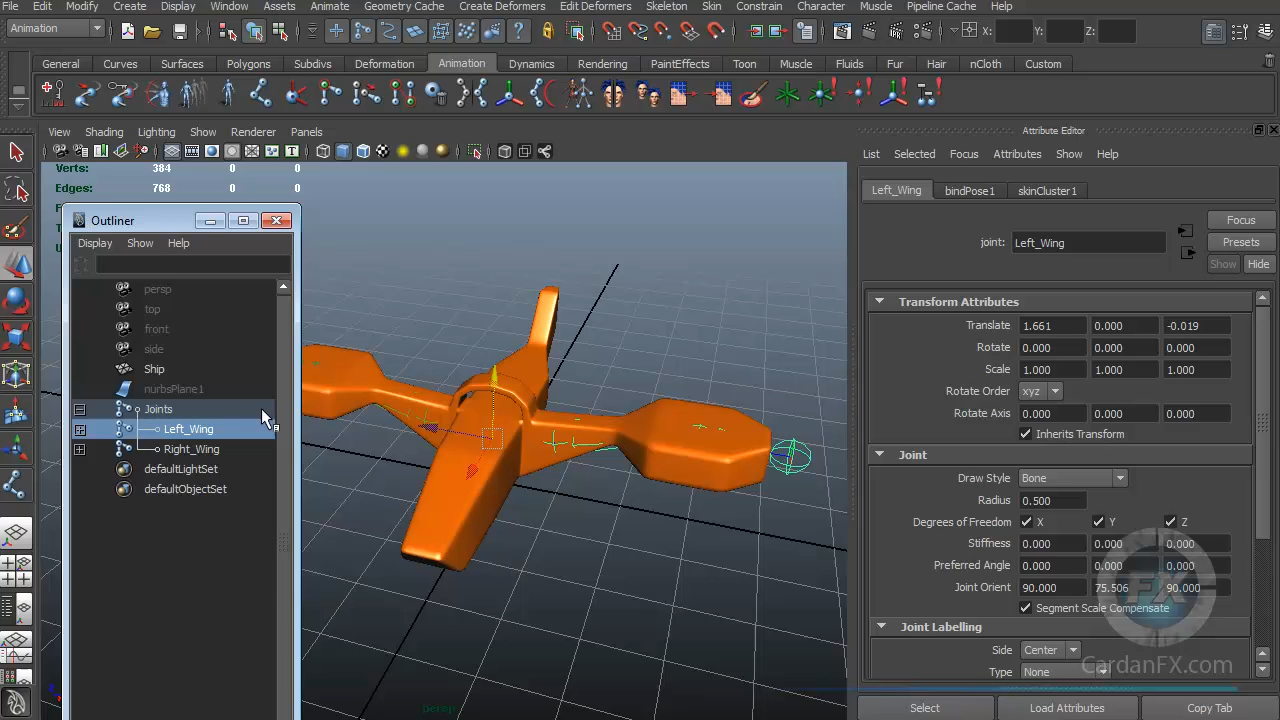 File Edit Modify Create Display Window Assets Animate Geometry Cache Create Deformers Edit Deformers Skeleton Skin Constrain Character Muscle Pipeline Cache Help
Animation X: Y: Z:
General Curves Surfaces Polygons Subdivs Deformation Animation Dynamics Rendering PaintEffects Toon Muscle Fluids Fur Hair nCloth Custom
View Shading Lighting Show Renderer Panels
Verts: 384 0 0
Edges: 768 0 0
Outliner
Display Show Help
persp
top
front
side
Ship
nurbsPlane1
Joints
Left_Wing
Right_Wing
defaultLightSet
defaultObjectSet
Persp
Attribute Editor
List Selected Focus Attributes Show Help
Left_Wing bindPose1 skinCluster1
Focus
joint: Left_Wing Presets
Show Hide
Transform Attributes
Translate 1.661 0.000 -0.019
Rotate 0.000 0.000 0.000
Scale 1.000 1.000 1.000
Rotate Order xyz
Rotate Axis 0.000 0.000 0.000
Inherits Transform
Joint
Draw Style Bone
Radius 0.500
Degrees of Freedom X Y Z
Stiffness 0.000 0.000 0.000
Preferred Angle 0.000 0.000 0.000
Joint Orient 90.000 75.506 90.000
Segment Scale Compensate
Joint Labelling
Side Center
Type None
FX
CardanFX.com
Select Load Attributes Copy Tab